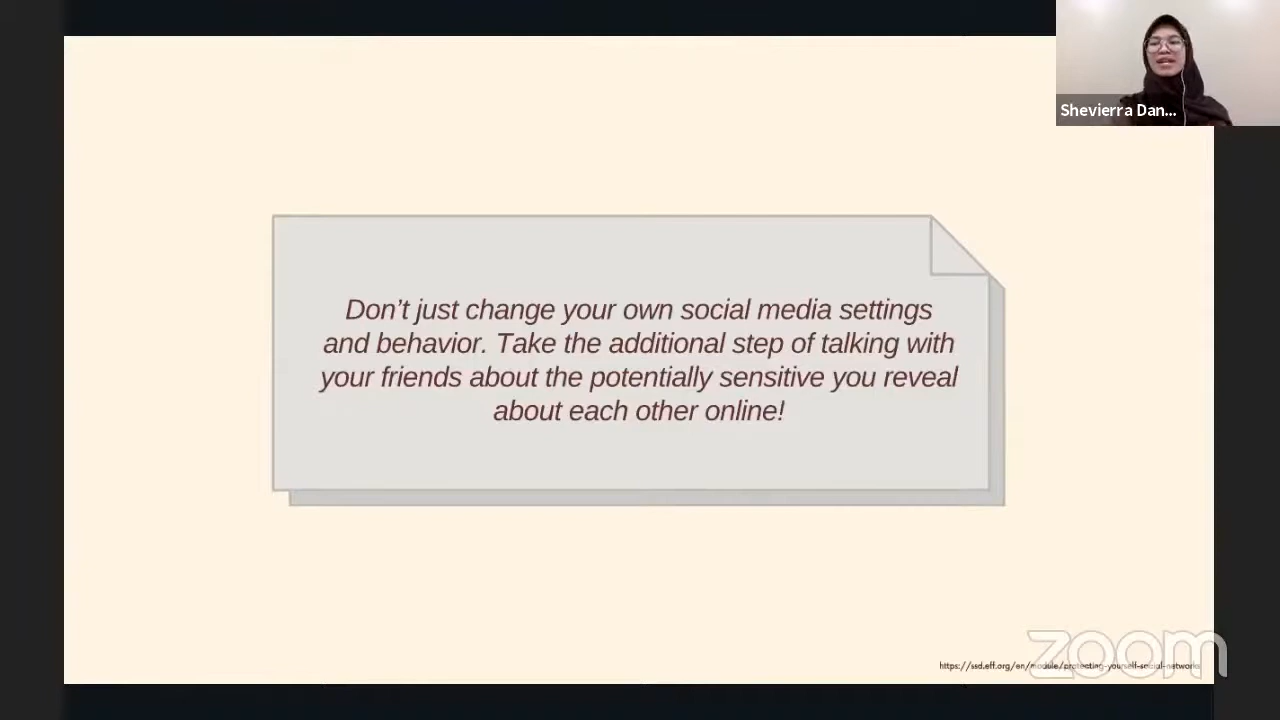 Shevierra Dan...
Don't just change your own social media settings
and behavior. Take the additional step of talking with
your friends about the potentially sensitive you reveal
about each other online!
zoom
https://ssd.eff.org/en/module/protecting-yourself-social-networks